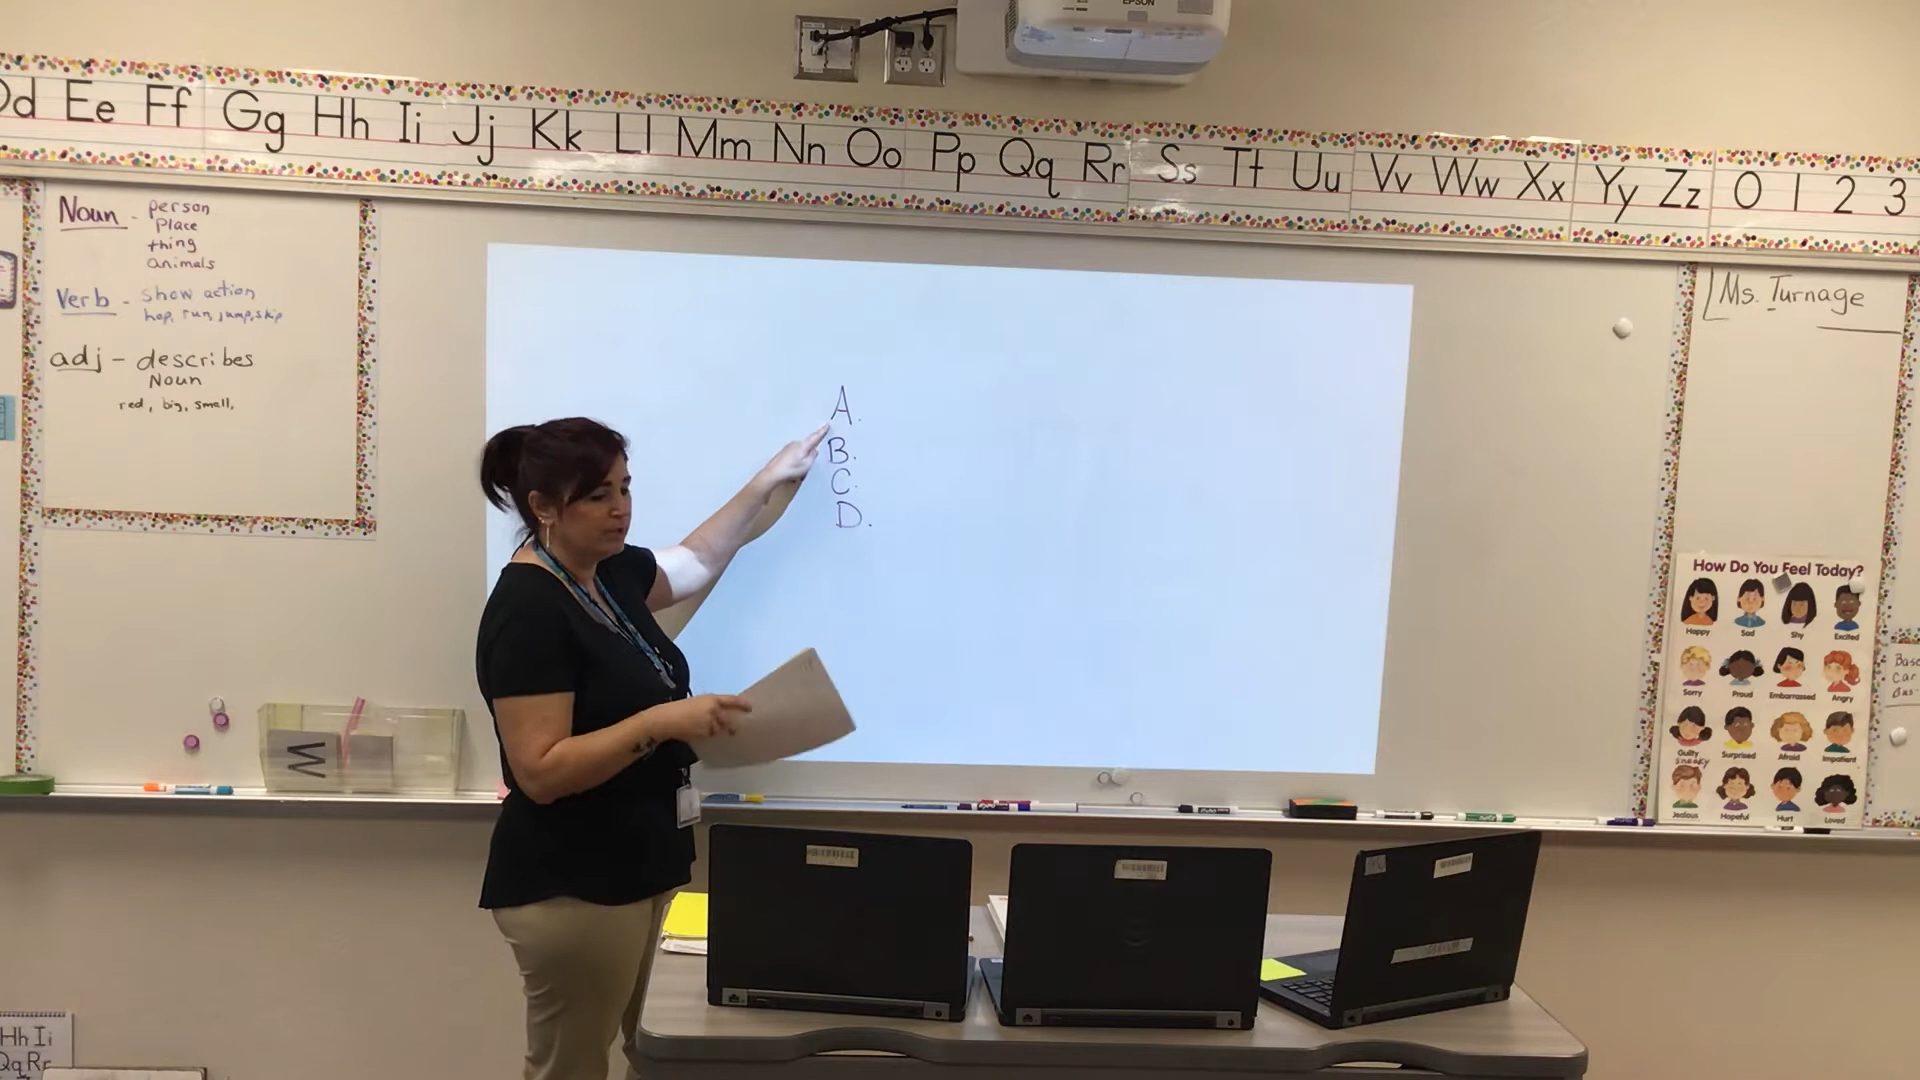 EPSON
Dd Ee Ff Gg Hh Ii Jj Kk Ll Mm Nn Oo Pp Qq Rr Ss Tt Uu Vv Ww Xx Yy Zz 0 1 2 3
Noun - person
Place
thing
animals
Verb - show action
hop, run, jump, skip
adj - describes
Noun
red, big, small,
A.
B.
C.
D.
Ms. Turnage
How Do You Feel Today?
Happy Sad Shy Excited
Sorry Proud Embarrassed Angry
Guilty Surprised Afraid Impatient
Sneaky
Jealous Hopeful Hurt Loved
Car
W
Hh Ii
Qq Rr